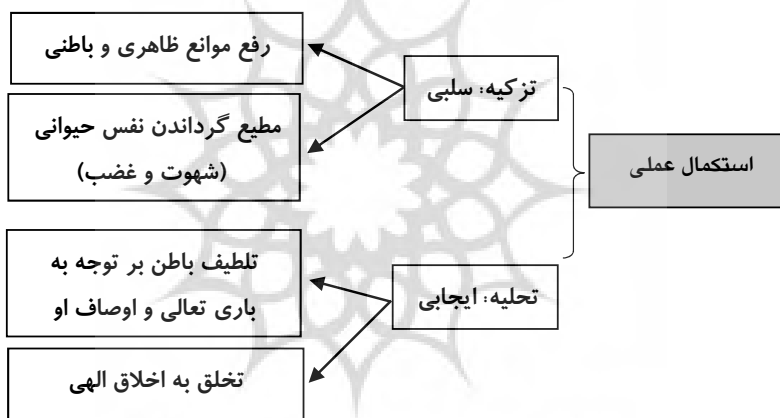 استکمال عملی
تزکیه: سلبی
رفع موانع ظاهری و باطنی
مطیع گرداندن نفس حیوانی
(شهوت و غضب)
تحلیه: ایجابی
تلطیف باطن بر توجه به
باری تعالی و اوصاف او
تخلق به اخلاق الهی